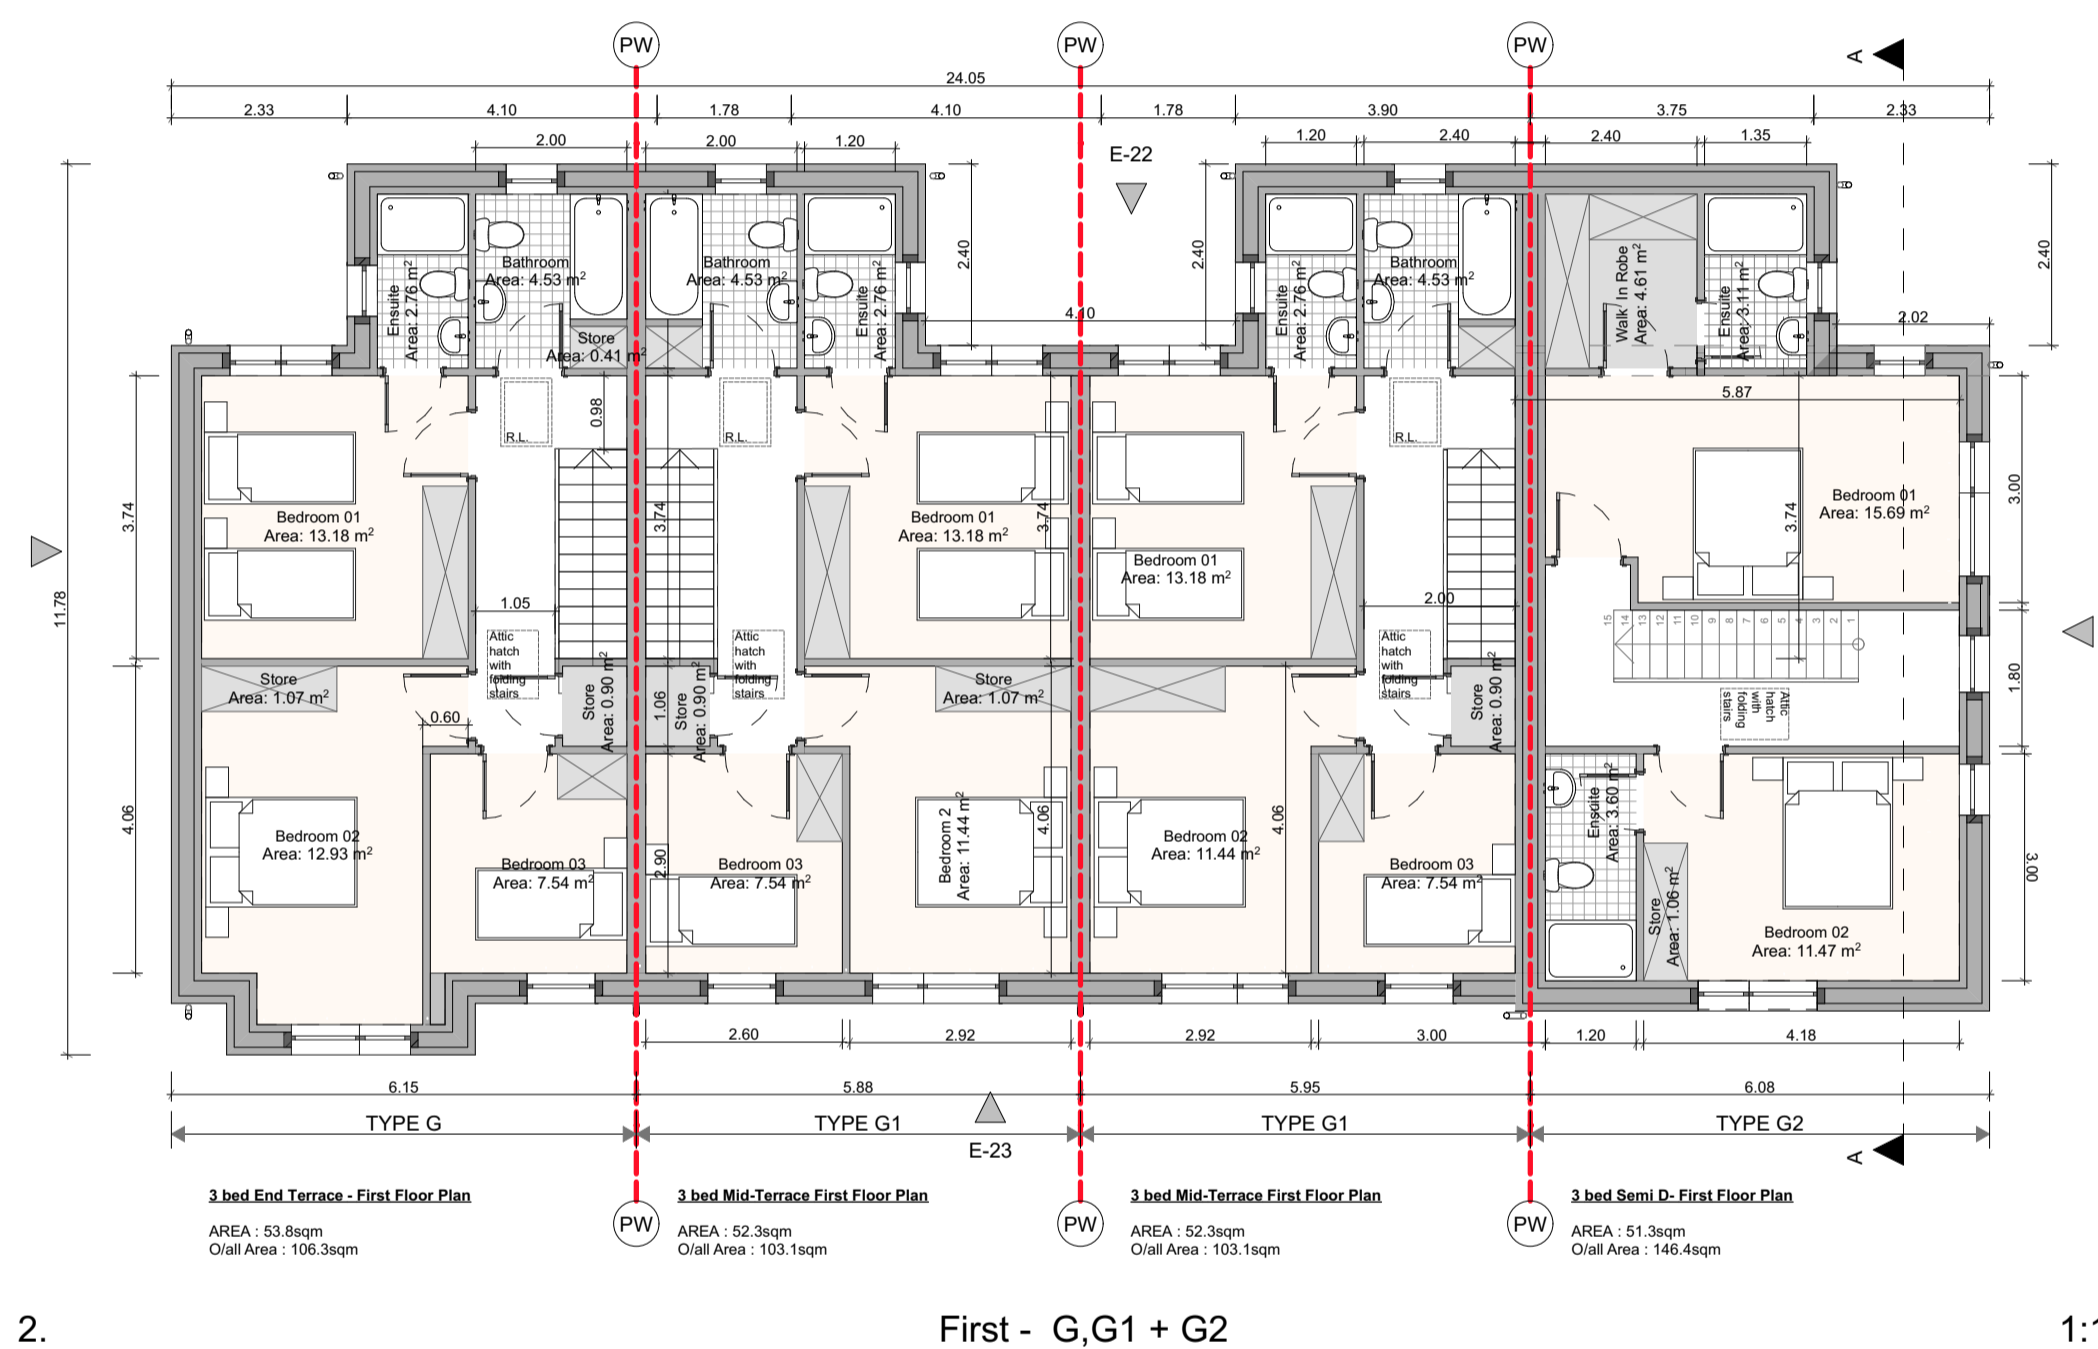 PW
PW
PW
A
24.05
2.33
4.10
1.78
4.10
1.78
3.90
3.75
2.33
2.00
2.00
1.20
1.20
2.40
2.40
1.35
E-22
2.40
2.40
2.40
Ensuite
Area: 2.76 m²
Bathroom
Area: 4.53 m²
Bathroom
Area: 4.53 m²
Ensuite
Area: 2.76 m²
Ensuite
Area: 2.76 m²
Bathroom
Area: 4.53 m²
Walk In Robe
Area: 4.61 m²
Ensuite
Area: 3.11 m²
4.10
2.02
Store
Area: 0.41 m²
5.87
0.98
R.L.
R.L.
R.L.
3.74
Bedroom 01
Area: 13.18 m²
3.74
Bedroom 01
Area: 13.18 m²
3.74
Bedroom 01
Area: 13.18 m²
3.74
Bedroom 01
Area: 15.69 m²
3.00
11.78
1.05
2.00
15
14
13
12
11
10
9
8
7
6
5
4
3
2
1
Attic
hatch
with
folding
stairs
Attic
hatch
with
folding
stairs
Attic
hatch
with
folding
stairs
Attic
hatch
with
folding
stairs
1.80
Store
Area: 1.07 m²
0.60
Store
Area: 0.90 m²
1.06
Store
Area: 0.90 m²
Store
Area: 1.07 m²
Store
Area: 0.90 m²
4.06
Bedroom 02
Area: 12.93 m²
Bedroom 03
Area: 7.54 m²
2.90
Bedroom 03
Area: 7.54 m²
Bedroom 2
Area: 11.44 m²
4.06
Bedroom 02
Area: 11.44 m²
4.06
Bedroom 03
Area: 7.54 m²
Ensuite
Area: 3.60 m²
Store
Area: 1.06 m²
Bedroom 02
Area: 11.47 m²
3.00
2.60
2.92
2.92
3.00
1.20
4.18
6.15
5.88
5.95
6.08
TYPE G
TYPE G1
TYPE G1
TYPE G2
E-23
A
3 bed End Terrace - First Floor Plan
AREA : 53.8sqm
O/all Area : 106.3sqm
PW
3 bed Mid-Terrace First Floor Plan
AREA : 52.3sqm
O/all Area : 103.1sqm
PW
3 bed Mid-Terrace First Floor Plan
AREA : 52.3sqm
O/all Area : 103.1sqm
PW
3 bed Semi D- First Floor Plan
AREA : 51.3sqm
O/all Area : 146.4sqm
2.
First - G,G1 + G2